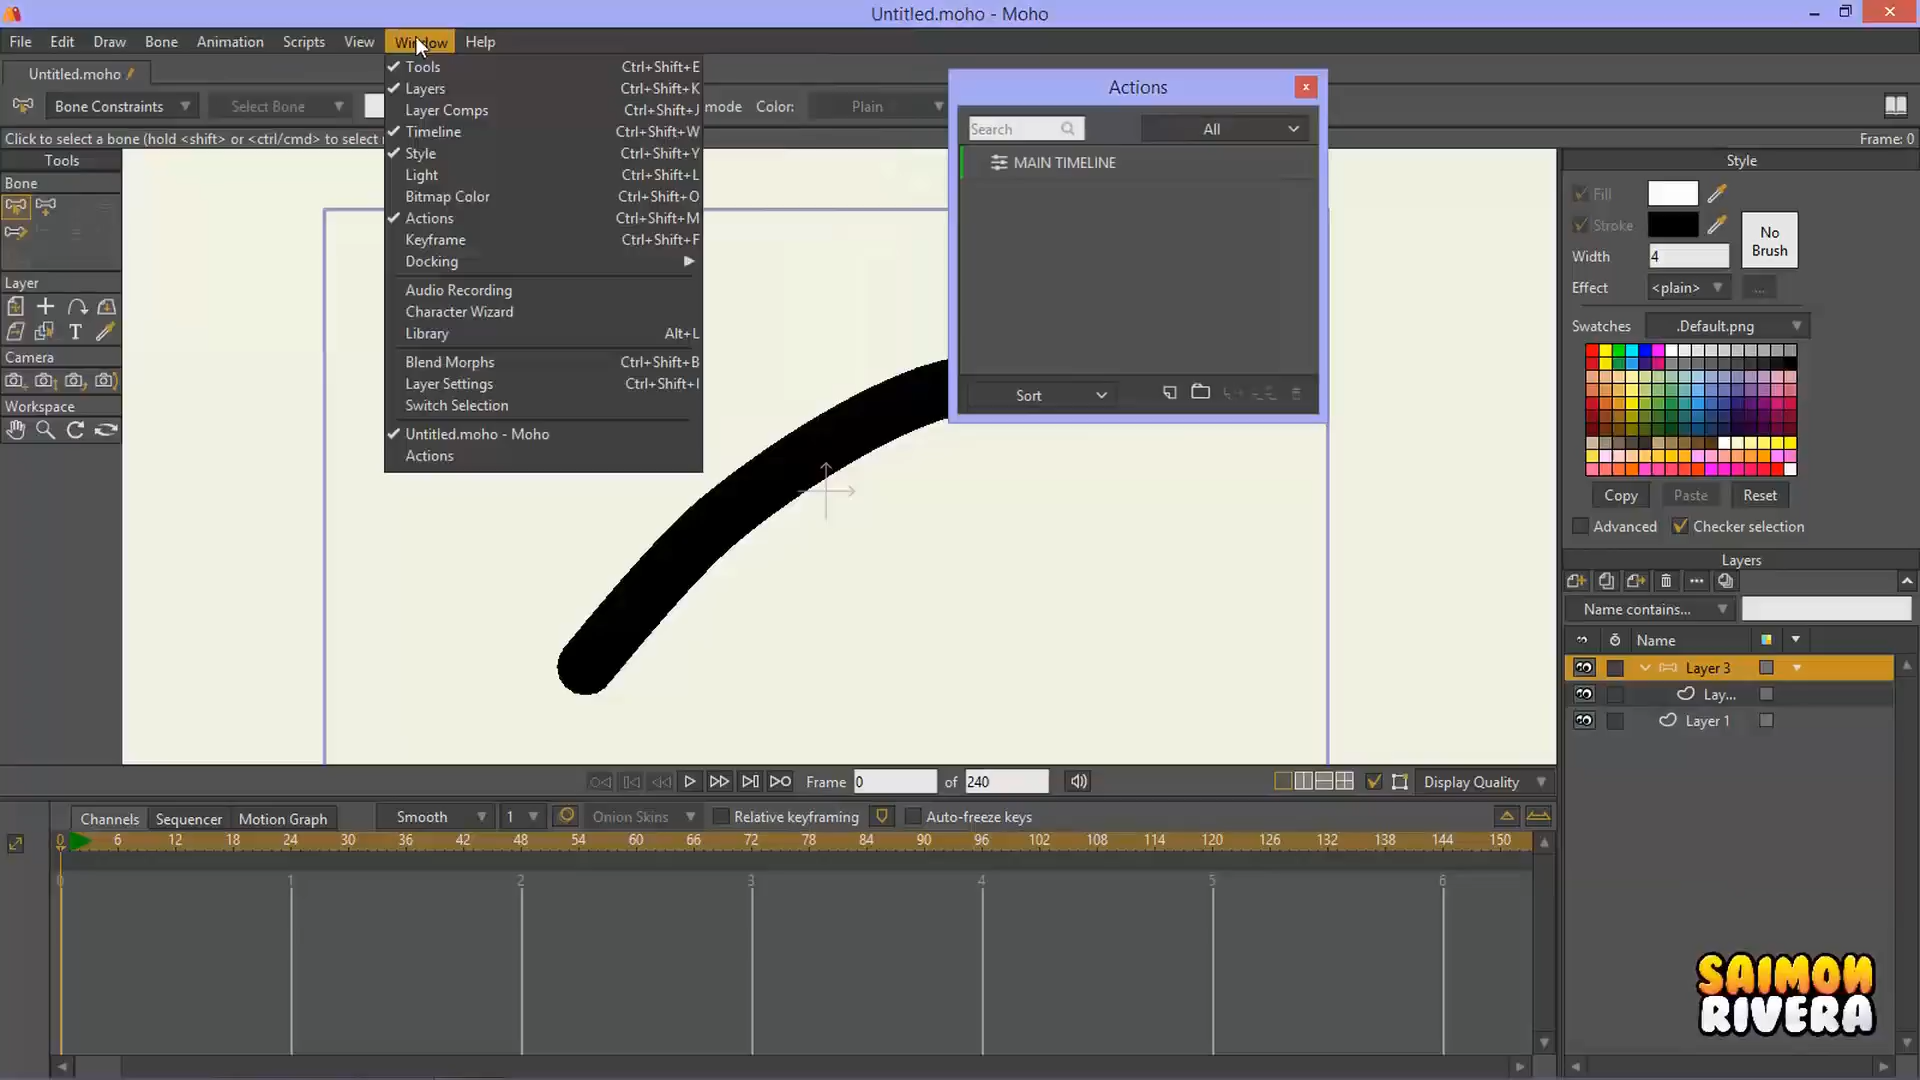 Untitled.moho - Moho
File Edit Draw Bone Animation Scripts View Window Help
Untitled.moho
Bone Constraints Select Bone mode Color: Plain
Click to select a bone (hold <shift> or <ctrl/cmd> to select Frame: 0
Tools
Bone
Layer
Camera
Workspace
Tools Ctrl+Shift+E
Layers Ctrl+Shift+K
Layer Comps Ctrl+Shift+J
Timeline Ctrl+Shift+W
Style Ctrl+Shift+Y
Light Ctrl+Shift+L
Bitmap Color Ctrl+Shift+O
Actions Ctrl+Shift+M
Keyframe Ctrl+Shift+F
Docking
Audio Recording
Character Wizard
Library Alt+L
Blend Morphs Ctrl+Shift+B
Layer Settings Ctrl+Shift+I
Switch Selection
Untitled.moho - Moho
Actions
Actions
Search All
MAIN TIMELINE
Sort
Style
Fill
Stroke
No
Brush
Width 4
Effect <plain> ...
Swatches .Default.png
Copy Paste Reset
Advanced Checker selection
Layers
Name contains...
Name
Layer 3
Lay...
Layer 1
Frame 0 of 240 Display Quality
Channels Sequencer Motion Graph Smooth 1 Onion Skins Relative keyframing Auto-freeze keys
0 6 12 18 24 30 36 42 48 54 60 66 72 78 84 90 96 102 108 114 120 126 132 138 144 150
0 1 2 3 4 5 6
SAIMON
RIVERA